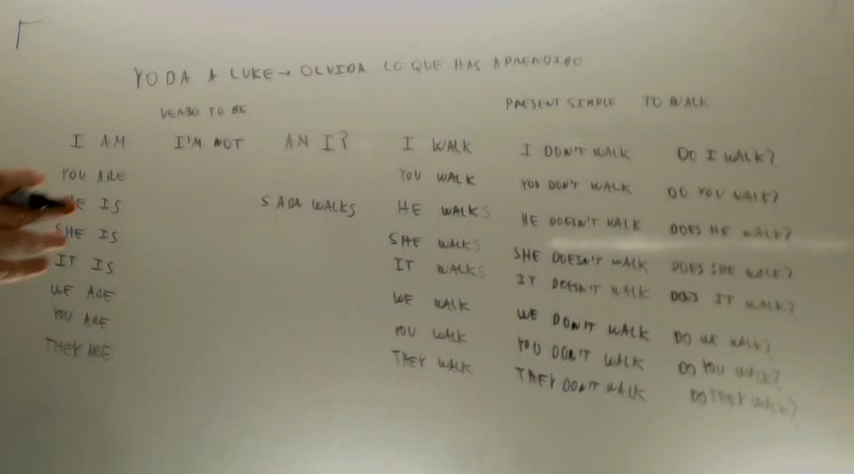 YODA A LUKE → OLVIDA LO QUE HAS APRENDIDO
VERBO TO BE
PRESENT SIMPLE TO WALK
I AM I'M NOT AM I? I WALK I DON'T WALK DO I WALK?
YOU ARE YOU WALK YOU DON'T WALK DO YOU WALK?
HE IS SARA WALKS HE WALKS HE DOESN'T WALK DOES HE WALK?
SHE IS SHE WALKS SHE DOESN'T WALK DOES SHE WALK?
IT IS IT WALKS IT DOESN'T WALK DOES IT WALK?
WE ARE WE WALK WE DON'T WALK DO WE WALK?
YOU ARE YOU WALK YOU DON'T WALK DO YOU WALK?
THEY ARE THEY WALK THEY DON'T WALK DO THEY WALK?